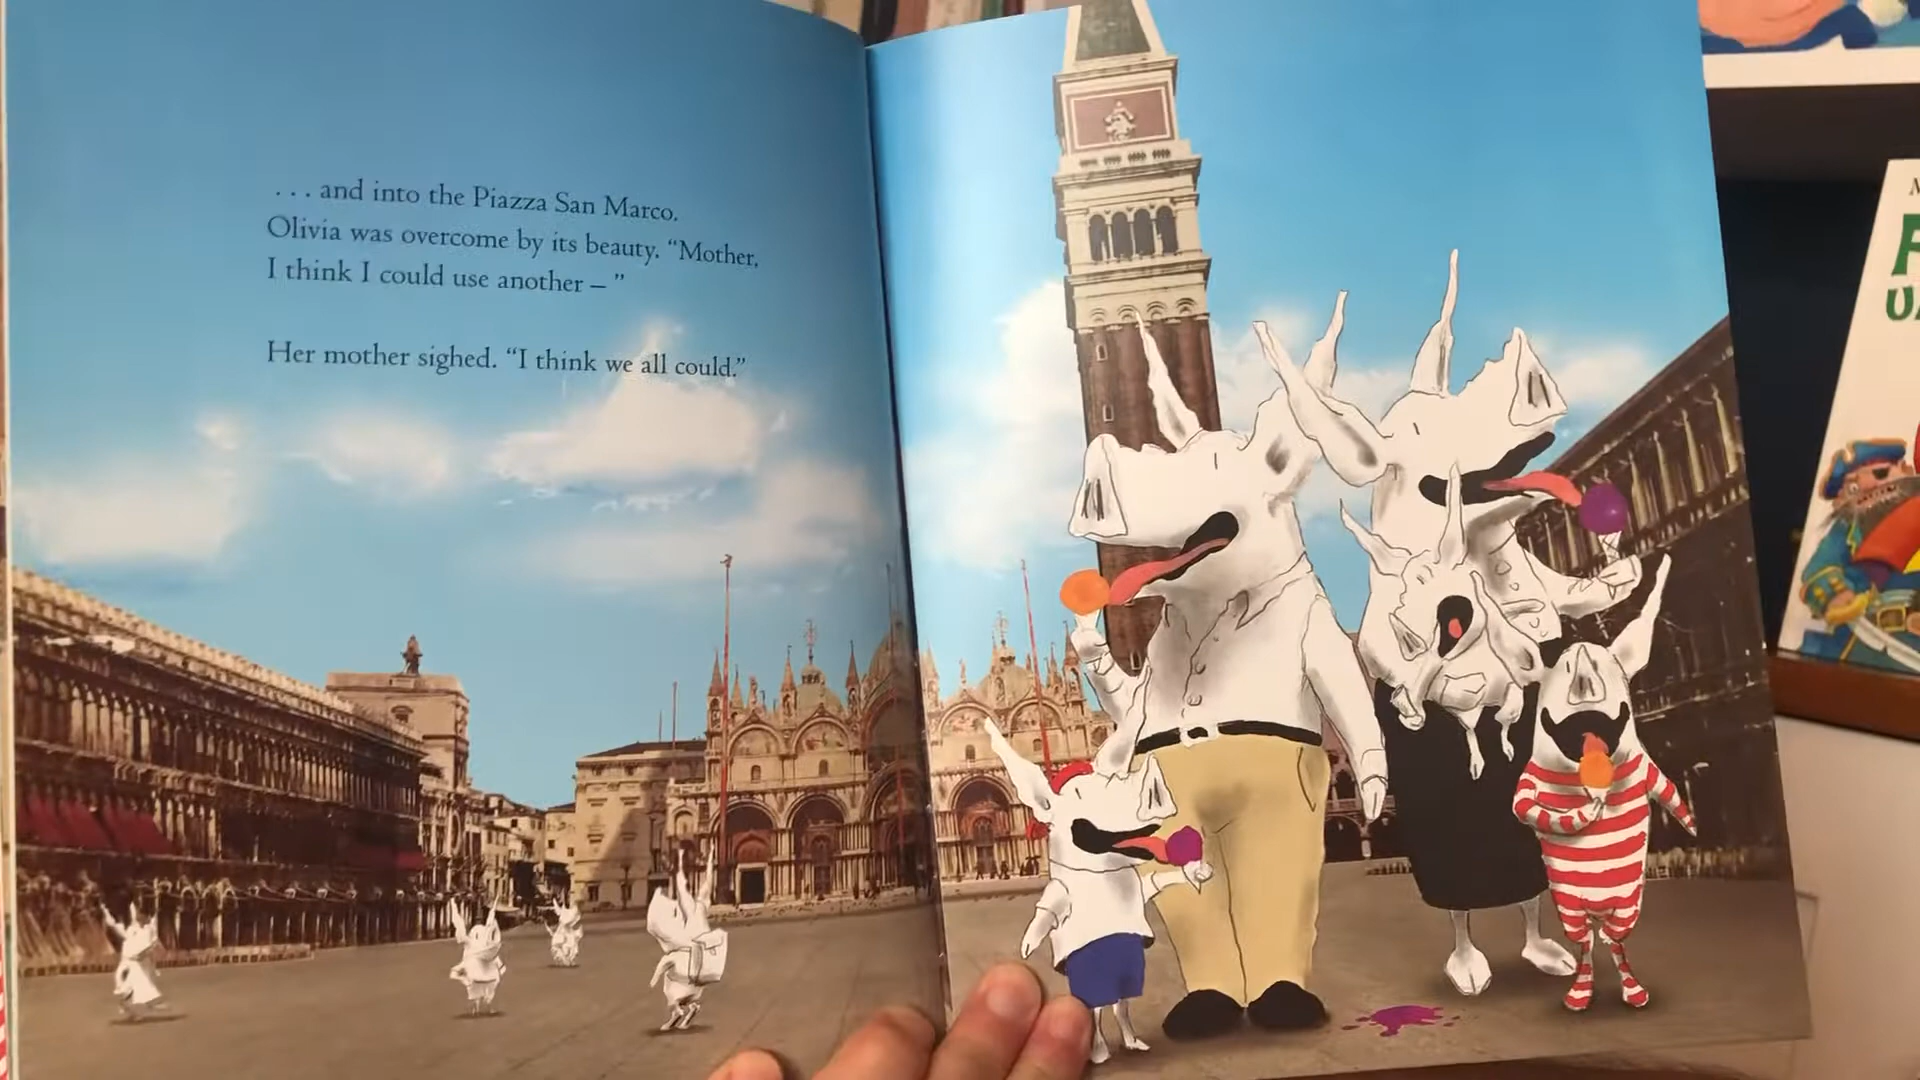 . . . and into the Piazza San Marco.
Olivia was overcome by its beauty. “Mother,
I think I could use another – ”
Her mother sighed. “I think we all could.”